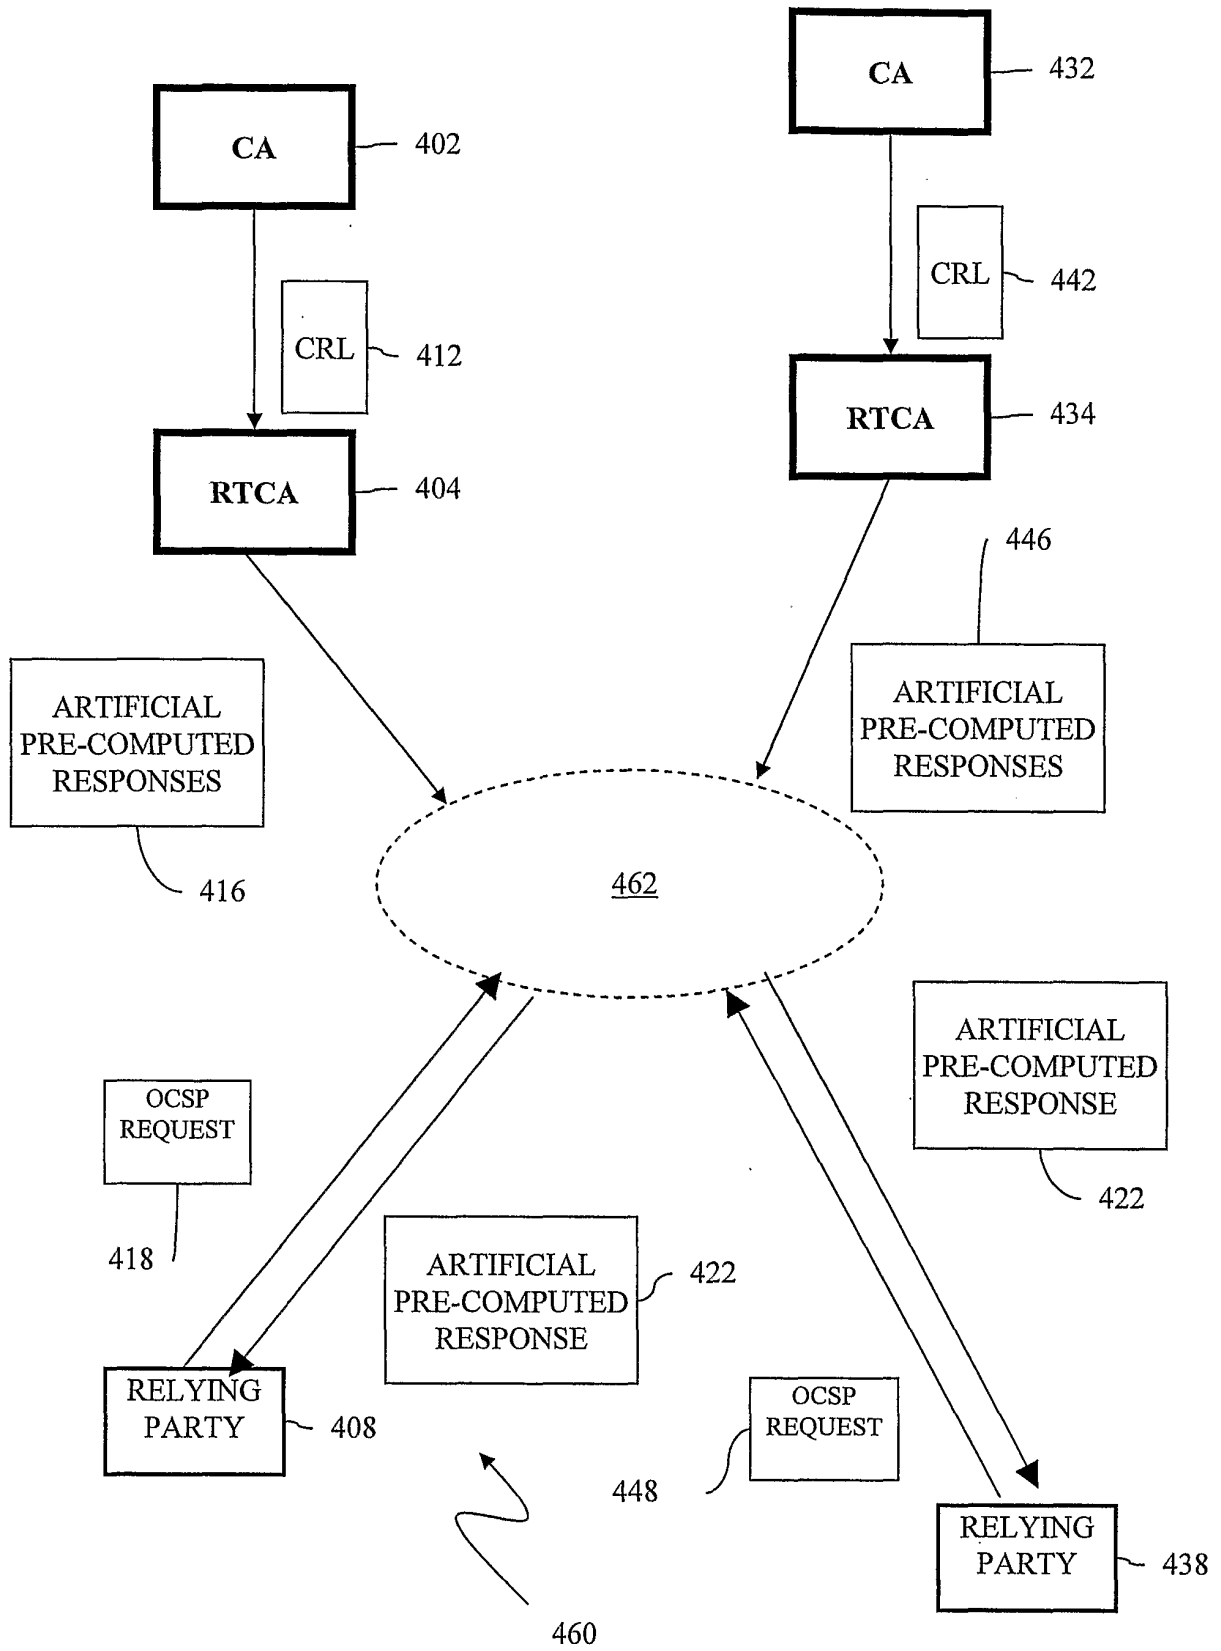 CA
432
CA
402
CRL
442
CRL
412
RTCA
434
RTCA
404
446
ARTIFICIAL
PRE-COMPUTED
RESPONSES
416
ARTIFICIAL
PRE-COMPUTED
RESPONSES
462
ARTIFICIAL
PRE-COMPUTED
RESPONSE
422
OCSP
REQUEST
418
ARTIFICIAL
PRE-COMPUTED
RESPONSE
422
RELYING
PARTY
408
OCSP
REQUEST
448
RELYING
PARTY
438
460